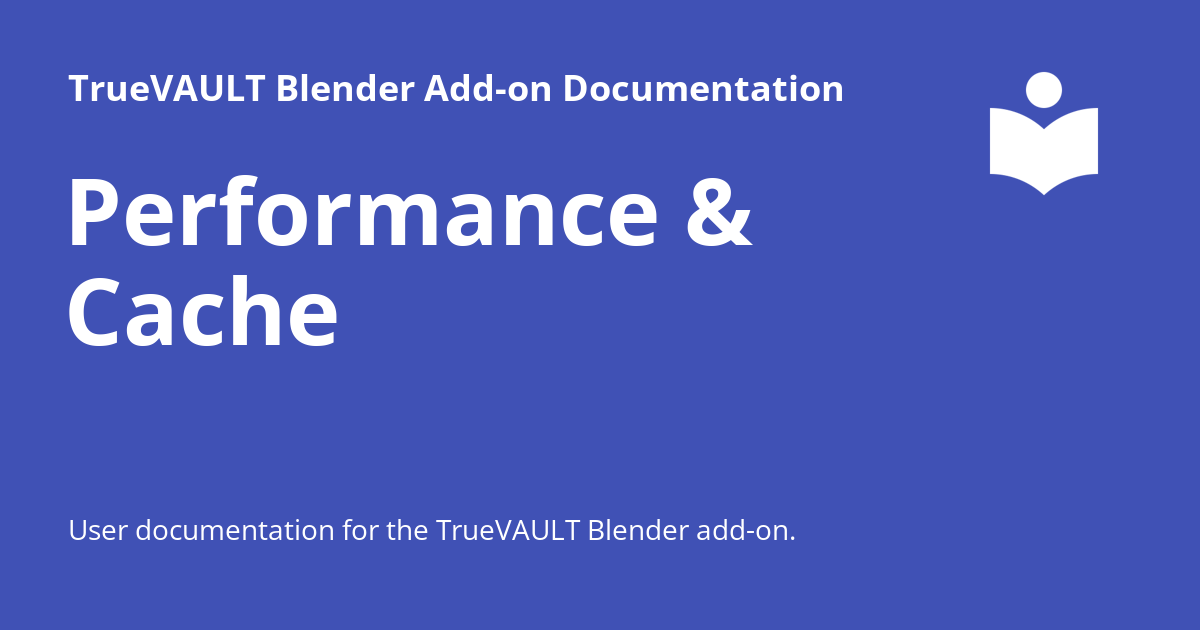 TrueVAULT Blender Add-on Documentation
Performance &
Cache
User documentation for the TrueVAULT Blender add-on.